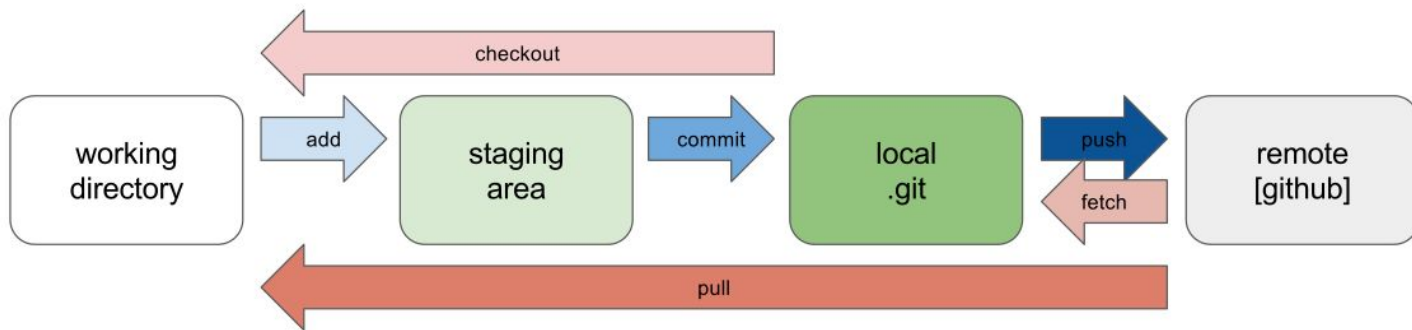 checkout
working
directory
add
staging
area
commit
local
.git
push
fetch
remote
[github]
pull